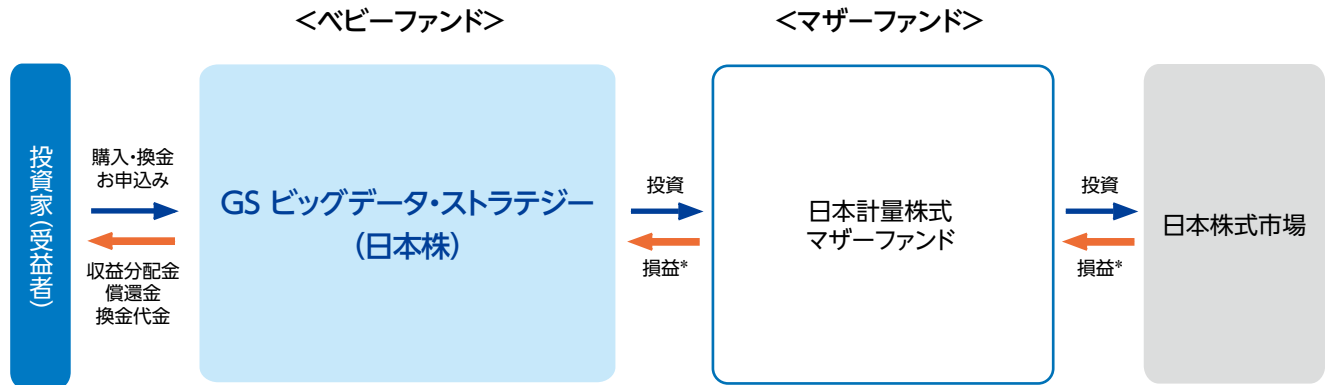 <ベビーファンド>
<マザーファンド>
投資家(受益者)
購入・換金
お申込み
収益分配金
償還金
換金代金
GS ビッグデータ・ストラテジー
(日本株)
投資
損益*
日本計量株式
マザーファンド
投資
損益*
日本株式市場